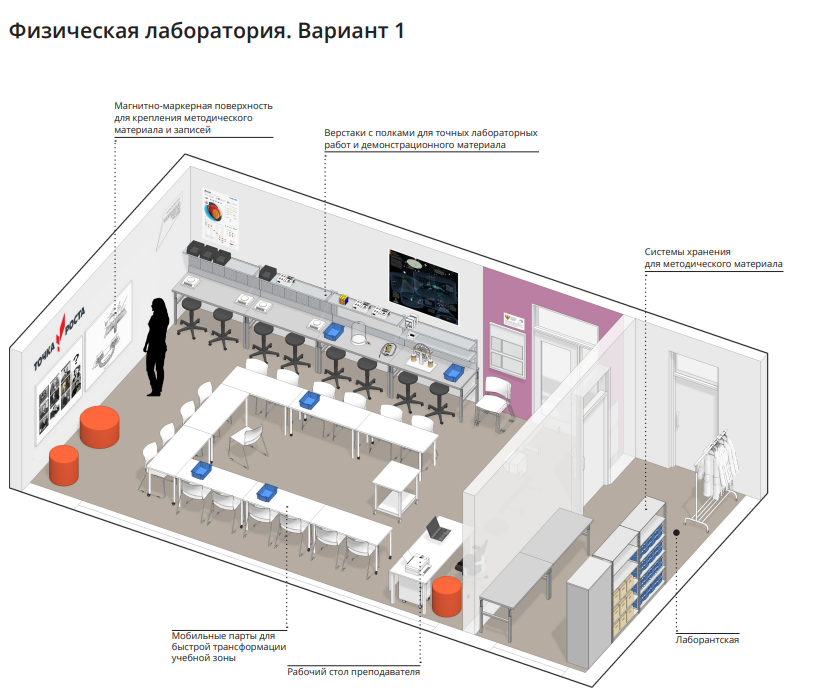 Физическая лаборатория. Вариант 1
Магнитно-маркерная поверхность
для крепления методического
материала и записей
Верстаки с полками для точных лабораторных
работ и демонстрационного материала
Системы хранения
для методического материала
ТОЧКА РОСТА
?
Мобильные парты для
быстрой трансформации
учебной зоны
Рабочий стол преподавателя
Лаборантская